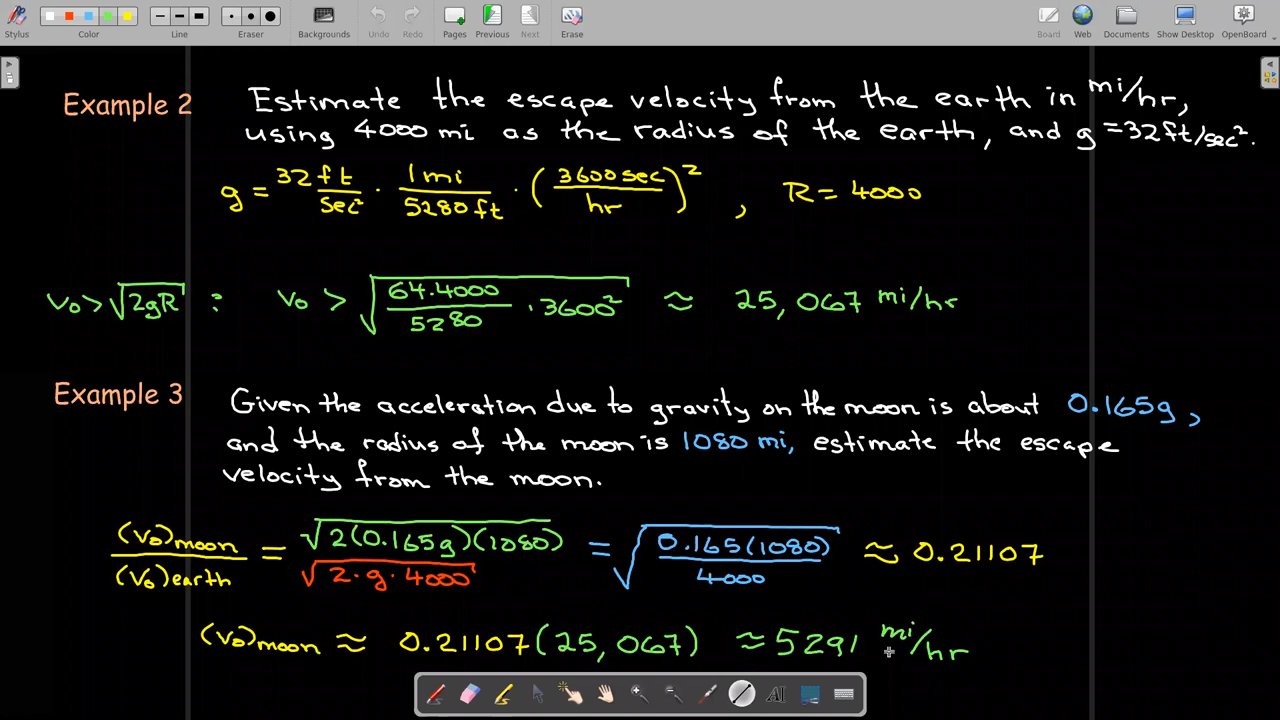 Stylus Color Line Eraser Backgrounds Undo Redo Pages Previous Next Erase Board Web Documents Show Desktop OpenBoard
Example 2 Estimate the escape velocity from the earth in mi/hr,
using 4000 mi as the radius of the earth, and g = 32 ft/sec².
g = 32 ft/sec² · 1 mi/5280 ft · (3600 sec/hr)², R = 4000
v₀ > √(2gR) : v₀ > √(64·4000/5280 · 3600²) ≈ 25,067 mi/hr
Example 3 Given the acceleration due to gravity on the moon is about 0.165g,
and the radius of the moon is 1080 mi, estimate the escape
velocity from the moon.
(v₀)moon/(v₀)earth = √(2(0.165g)(1080))/√(2·g·4000) = √(0.165(1080)/4000) ≈ 0.21107
(v₀)moon ≈ 0.21107(25,067) ≈ 5291 mi/hr